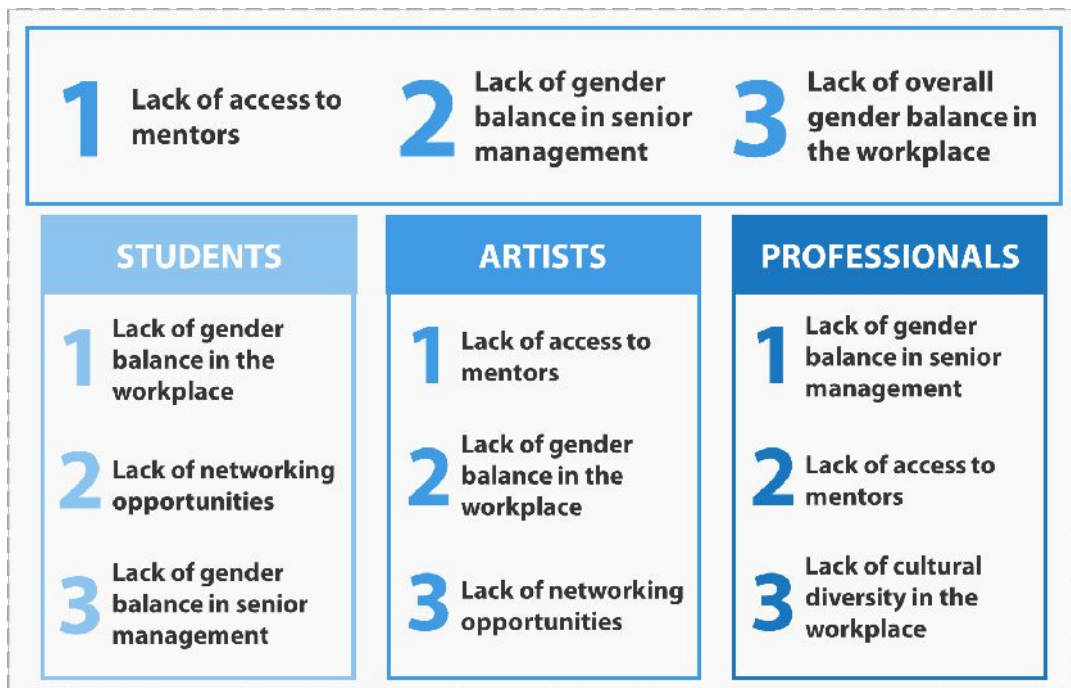 1
Lack of access to
mentors
2
Lack of gender
balance in senior
management
3
Lack of overall
gender balance in
the workplace
STUDENTS
1
Lack of gender
balance in the
workplace
2
Lack of networking
opportunities
3
Lack of gender
balance in senior
management
ARTISTS
1
Lack of access to
mentors
2
Lack of gender
balance in the
workplace
3
Lack of networking
opportunities
PROFESSIONALS
1
Lack of gender
balance in senior
management
2
Lack of access to
mentors
3
Lack of cultural
diversity in the
workplace